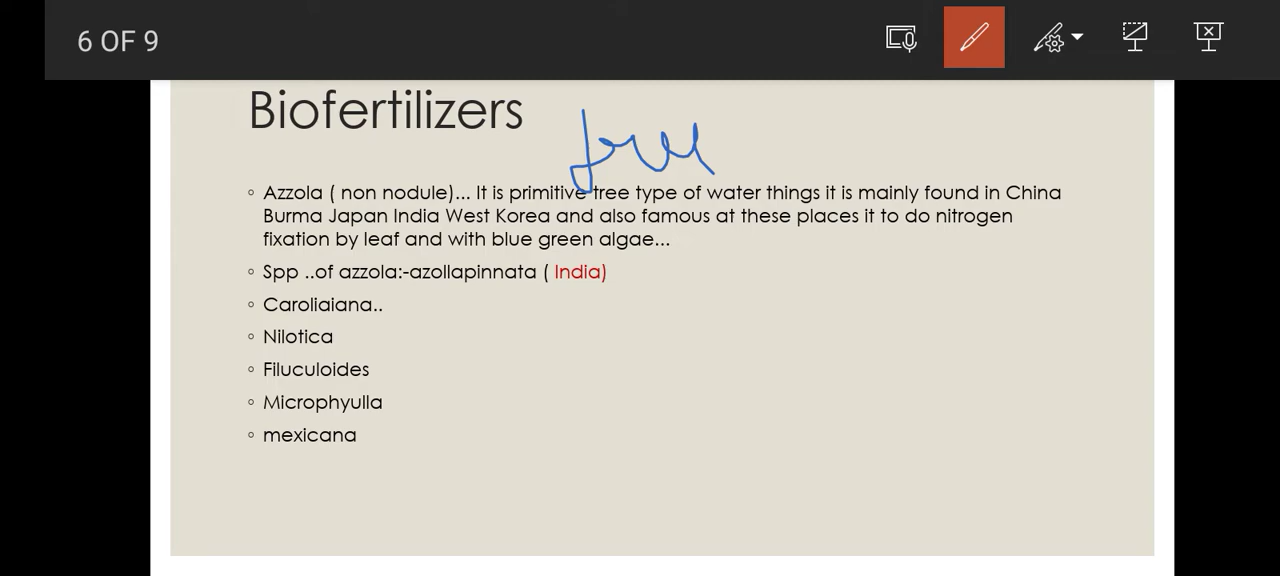 6 OF 9
Biofertilizers
Azzola ( non nodule)... It is primitive tree type of water things it is mainly found in China
Burma Japan India West Korea and also famous at these places it to do nitrogen
fixation by leaf and with blue green algae...
Spp ..of azzola:-azollapinnata ( India)
Caroliaiana..
Nilotica
Filuculoides
Microphyulla
mexicana